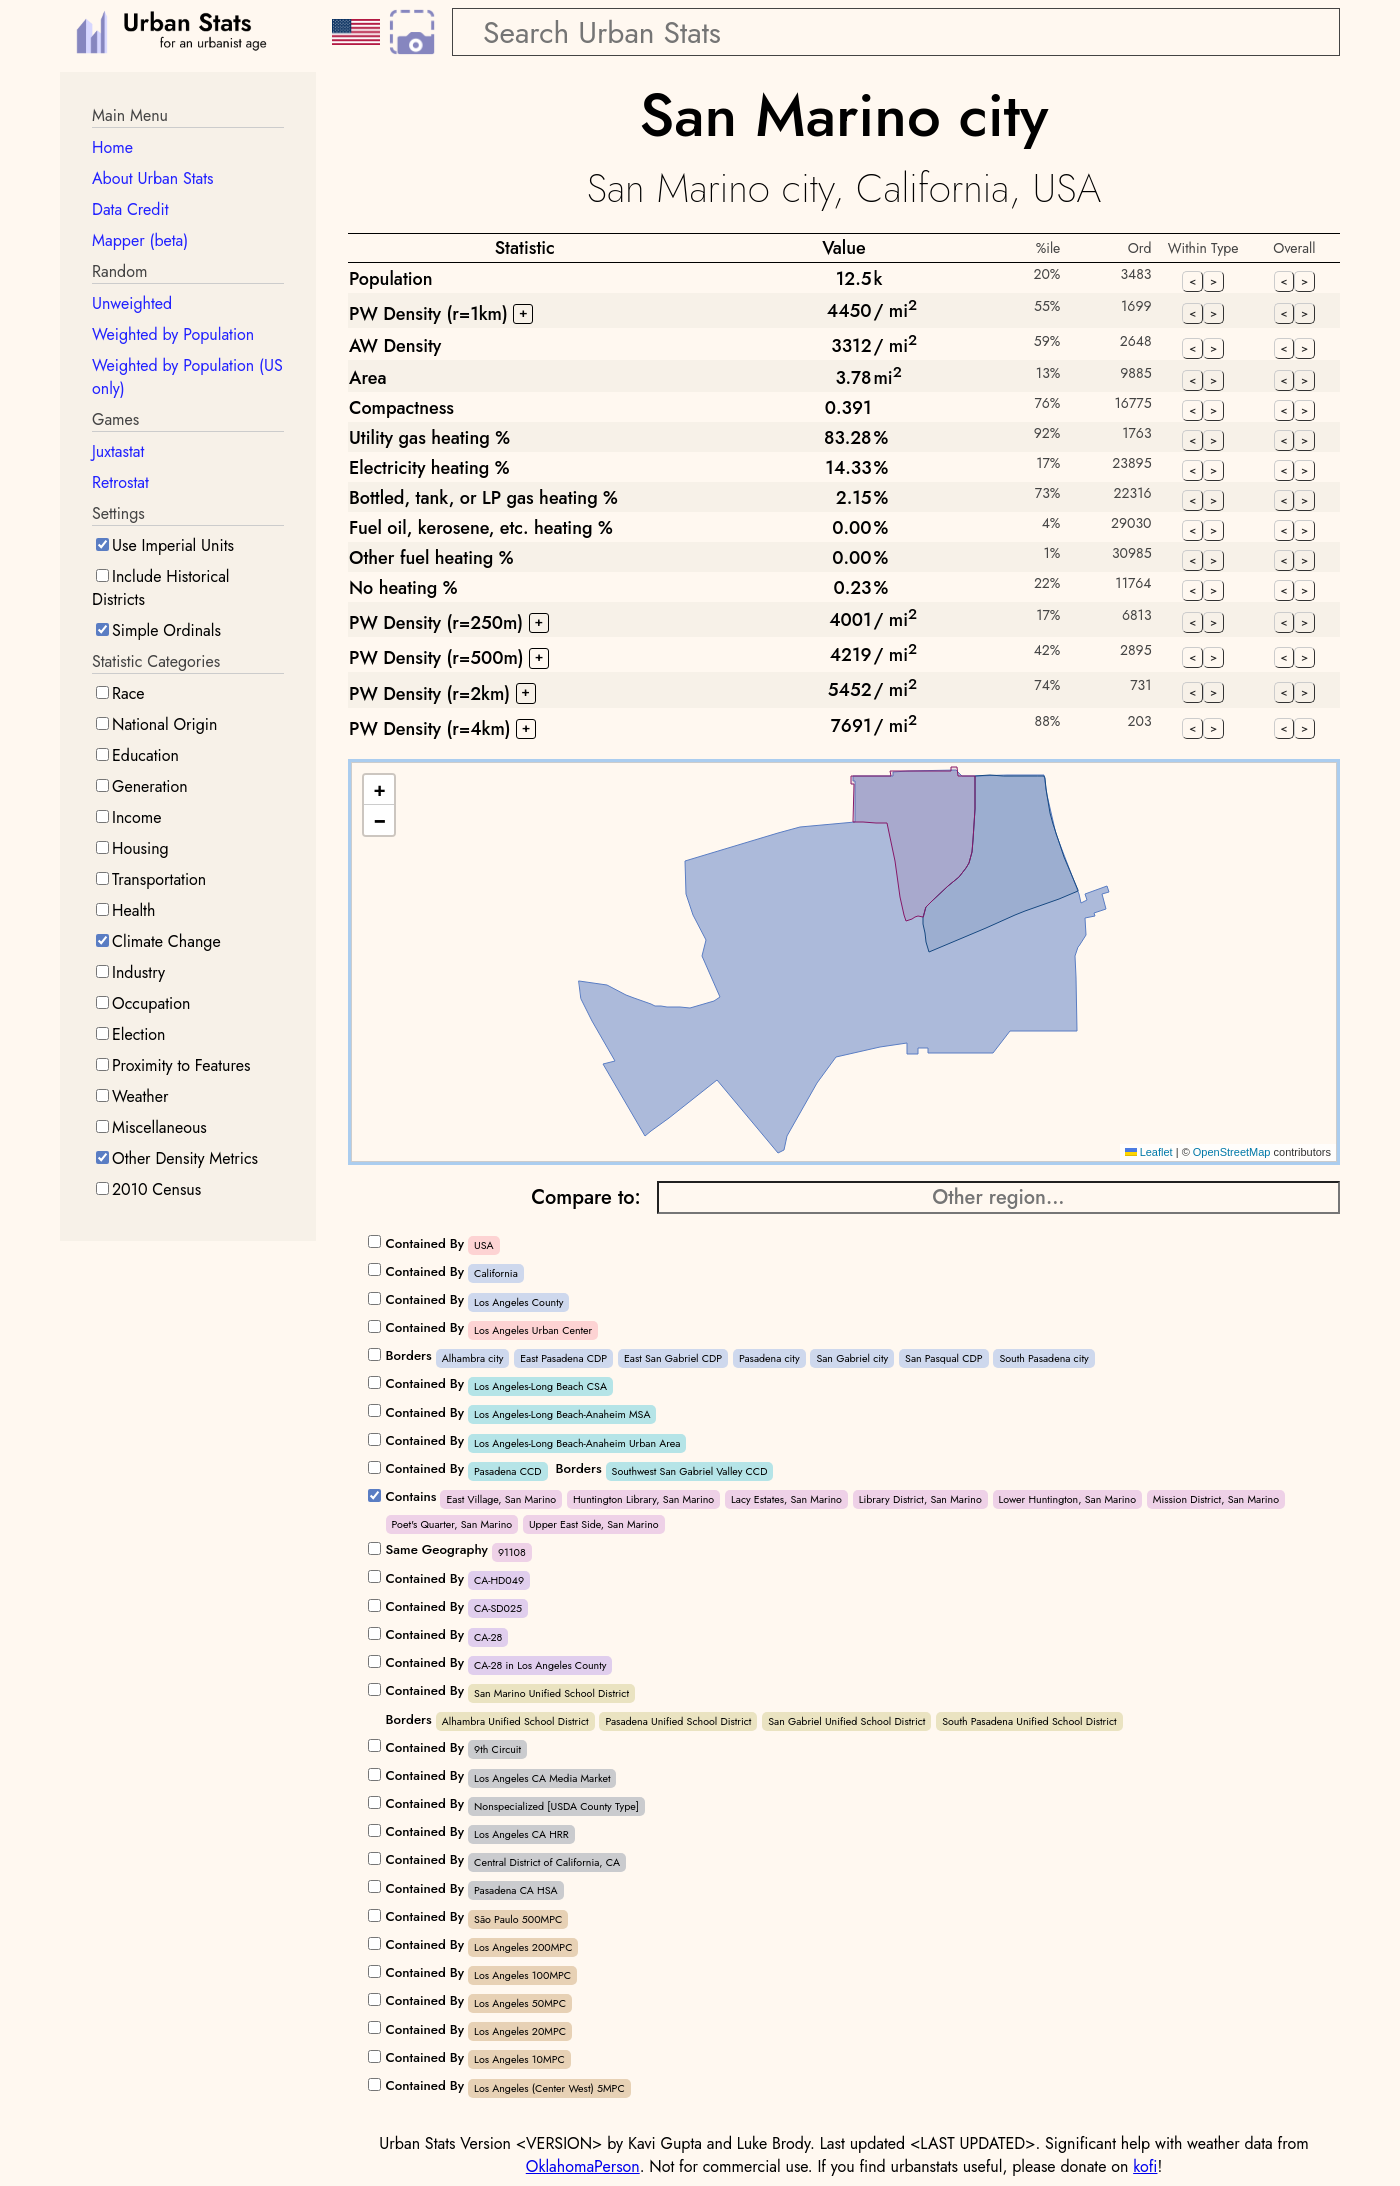 Urban Stats
for an urbanist age
Search Urban Stats
Main Menu
Home
About Urban Stats
Data Credit
Mapper (beta)
Random
Unweighted
Weighted by Population
Weighted by Population (US
only)
Games
Juxtastat
Retrostat
Settings
Use Imperial Units
Include Historical
Districts
Simple Ordinals
Statistic Categories
Race
National Origin
Education
Generation
Income
Housing
Transportation
Health
Climate Change
Industry
Occupation
Election
Proximity to Features
Weather
Miscellaneous
Other Density Metrics
2010 Census
San Marino city
San Marino city, California, USA
Statistic Value %ile Ord Within Type Overall
Population 12.5k 20% 3483 < > < >
PW Density (r=1km) + 4450/ mi² 55% 1699 < > < >
AW Density 3312/ mi² 59% 2648 < > < >
Area 3.78mi² 13% 9885 < > < >
Compactness 0.391 76% 16775 < > < >
Utility gas heating % 83.28% 92% 1763 < > < >
Electricity heating % 14.33% 17% 23895 < > < >
Bottled, tank, or LP gas heating % 2.15% 73% 22316 < > < >
Fuel oil, kerosene, etc. heating % 0.00% 4% 29030 < > < >
Other fuel heating % 0.00% 1% 30985 < > < >
No heating % 0.23% 22% 11764 < > < >
PW Density (r=250m) + 4001/ mi² 17% 6813 < > < >
PW Density (r=500m) + 4219/ mi² 42% 2895 < > < >
PW Density (r=2km) + 5452/ mi² 74% 731 < > < >
PW Density (r=4km) + 7691/ mi² 88% 203 < > < >
+
−
Leaflet | © OpenStreetMap contributors
Compare to: Other region...
Contained By USA
Contained By California
Contained By Los Angeles County
Contained By Los Angeles Urban Center
Borders Alhambra city East Pasadena CDP East San Gabriel CDP Pasadena city San Gabriel city San Pasqual CDP South Pasadena city
Contained By Los Angeles-Long Beach CSA
Contained By Los Angeles-Long Beach-Anaheim MSA
Contained By Los Angeles-Long Beach-Anaheim Urban Area
Contained By Pasadena CCD Borders Southwest San Gabriel Valley CCD
Contains East Village, San Marino Huntington Library, San Marino Lacy Estates, San Marino Library District, San Marino Lower Huntington, San Marino Mission District, San Marino
Poet's Quarter, San Marino Upper East Side, San Marino
Same Geography 91108
Contained By CA-HD049
Contained By CA-SD025
Contained By CA-28
Contained By CA-28 in Los Angeles County
Contained By San Marino Unified School District
Borders Alhambra Unified School District Pasadena Unified School District San Gabriel Unified School District South Pasadena Unified School District
Contained By 9th Circuit
Contained By Los Angeles CA Media Market
Contained By Nonspecialized [USDA County Type]
Contained By Los Angeles CA HRR
Contained By Central District of California, CA
Contained By Pasadena CA HSA
Contained By São Paulo 500MPC
Contained By Los Angeles 200MPC
Contained By Los Angeles 100MPC
Contained By Los Angeles 50MPC
Contained By Los Angeles 20MPC
Contained By Los Angeles 10MPC
Contained By Los Angeles (Center West) 5MPC
Urban Stats Version <VERSION> by Kavi Gupta and Luke Brody. Last updated <LAST UPDATED>. Significant help with weather data from
OklahomaPerson. Not for commercial use. If you find urbanstats useful, please donate on kofi!